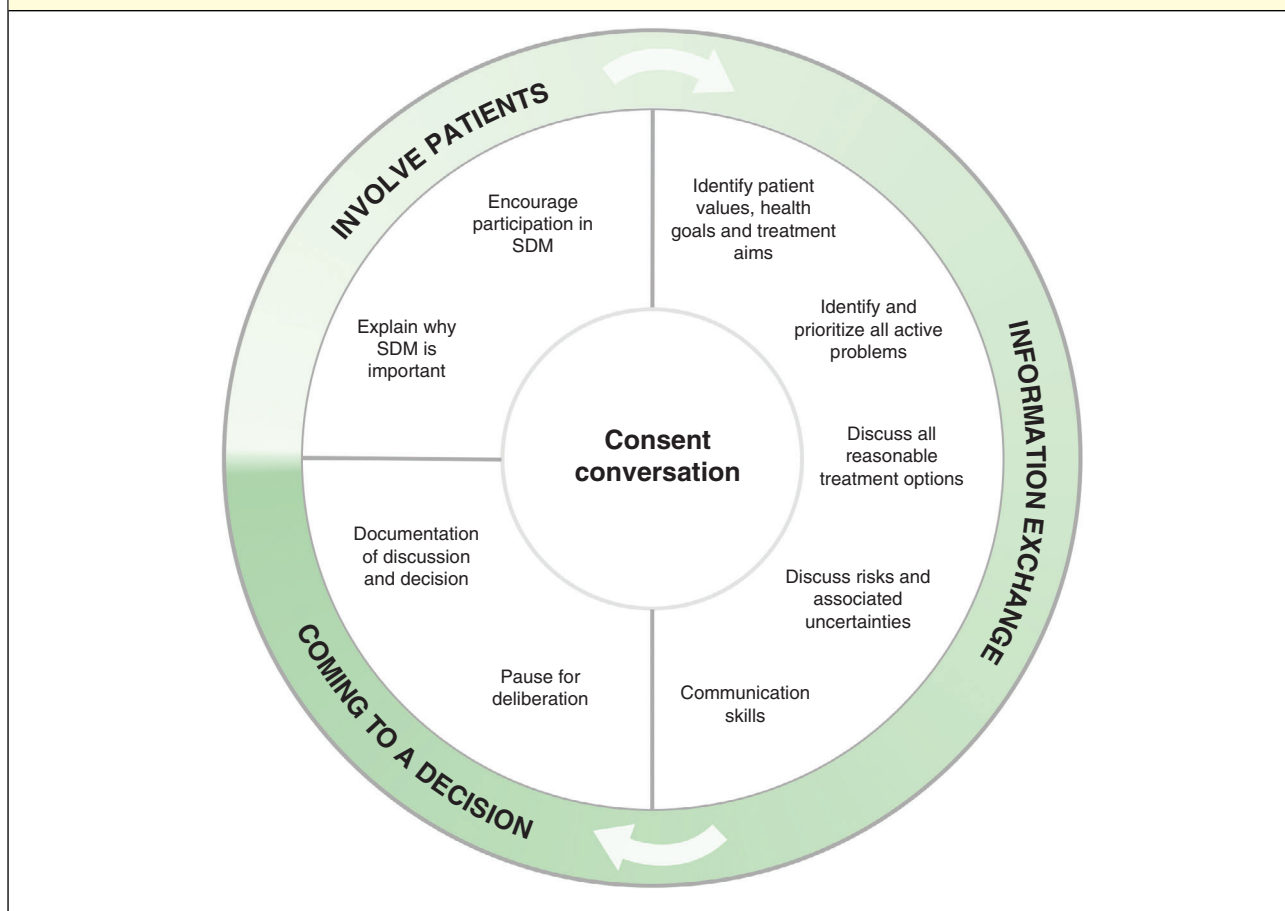 INVOLVE PATIENTS
Explain why
SDM is
important
Encourage
participation in
SDM
INFORMATION EXCHANGE
Identify patient
values, health
goals and treatment
aims
Identify and
prioritize all active
problems
Discuss all
reasonable
treatment options
Discuss risks and
associated
uncertainties
Communication
skills
COMING TO A DECISION
Pause for
deliberation
Documentation
of discussion
and decision
Consent
conversation